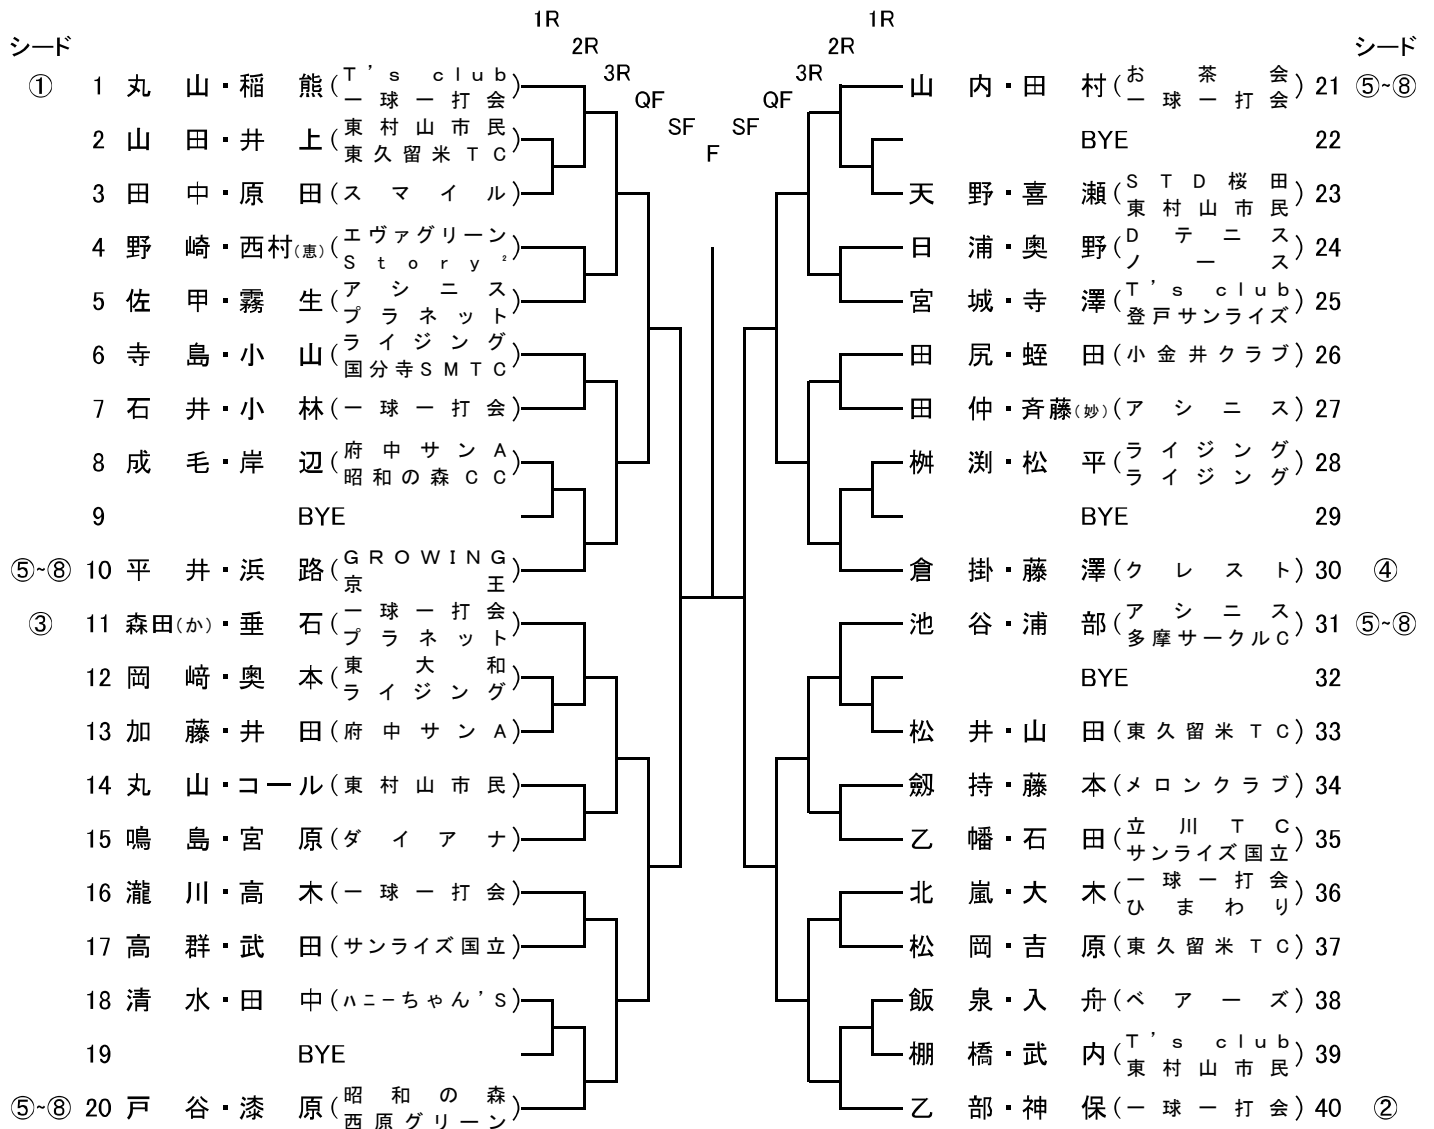 1R 1R
2R 2R
シード シード
3R 3R
QF QF
SF SF
F
① 1 丸山・稲熊(T's club 一球一打会)
2 山田・井上(東村山市民 東久留米TC)
3 田中・原田(スマイル)
4 野崎・西村(恵)(エヴァグリーン Story²)
5 佐甲・霧生(アシニス プラネット)
6 寺島・小山(ライジング 国分寺SMTC)
7 石井・小林(一球一打会)
8 成毛・岸辺(府中サンA 昭和の森CC)
9 BYE
⑤~⑧ 10 平井・浜路(GROWING 京王)
③ 11 森田(か)・垂石(一球一打会 プラネット)
12 岡﨑・奥本(東大和 ライジング)
13 加藤・井田(府中サンA)
14 丸山・コール(東村山市民)
15 鳴島・宮原(ダイアナ)
16 瀧川・高木(一球一打会)
17 高群・武田(サンライズ国立)
18 清水・田中(ハニーちゃん'S)
19 BYE
⑤~⑧ 20 戸谷・漆原(昭和の森 西原グリーン)
山内・田村(お茶会 一球一打会) 21 ⑤~⑧
BYE 22
天野・喜瀬(STD桜田 東村山市民) 23
日浦・奥野(Dテニス ノース) 24
宮城・寺澤(T's club 登戸サンライズ) 25
田尻・蛭田(小金井クラブ) 26
田仲・斉藤(妙)(アシニス) 27
桝渕・松平(ライジング ライジング) 28
BYE 29
倉掛・藤澤(クレスト) 30 ④
池谷・浦部(アシニス 多摩サークルC) 31 ⑤~⑧
BYE 32
松井・山田(東久留米TC) 33
劔持・藤本(メロンクラブ) 34
乙幡・石田(立川TC サンライズ国立) 35
北嵐・大木(一球一打会 ひまわり) 36
松岡・吉原(東久留米TC) 37
飯泉・入舟(ベアーズ) 38
棚橋・武内(T's club 東村山市民) 39
乙部・神保(一球一打会) 40 ②